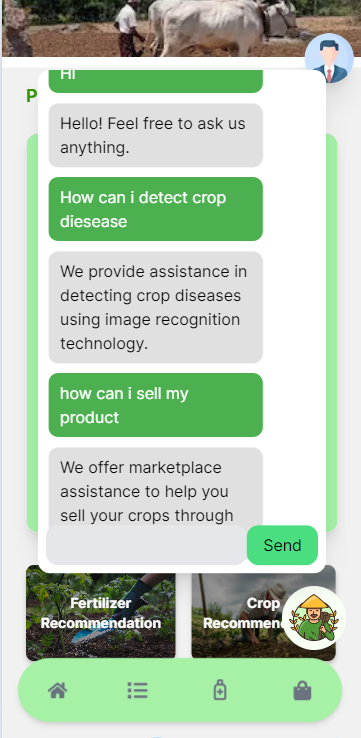 P
Hi
Hello! Feel free to ask us
anything.
How can i detect crop
diesease
We provide assistance in
detecting crop diseases
using image recognition
technology.
how can i sell my
product
We offer marketplace
assistance to help you
sell your crops through
Send
Fertilizer
Recommendation
Crop